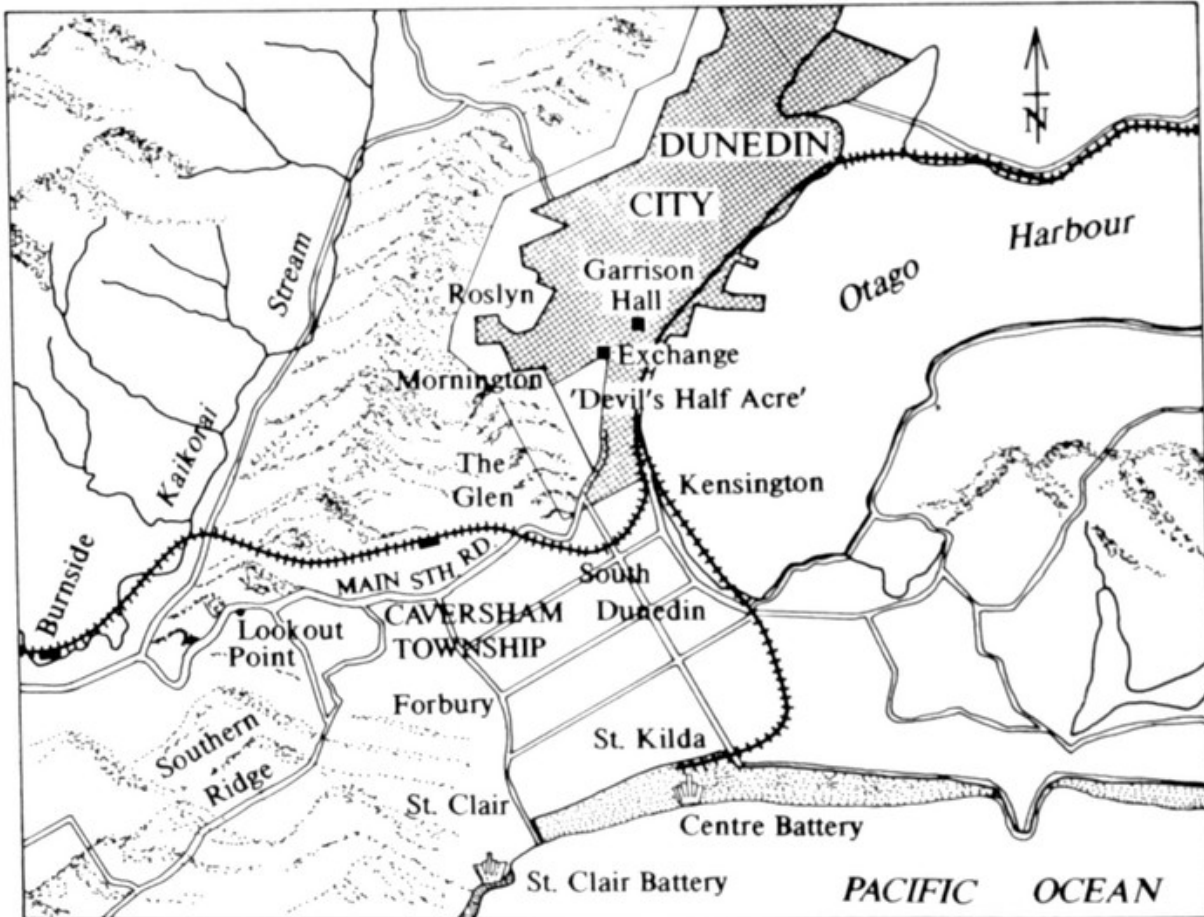 N
DUNEDIN
CITY
Harbour
Otago
Garrison
Hall
Stream
Roslyn
Exchange
Mornington
'Devil's Half Acre'
Kaikorai
The
Glen
Kensington
Burnside
MAIN STH. RD.
South
Dunedin
CAVERSHAM
TOWNSHIP
Lookout
Point
Forbury
Southern
Ridge
St. Kilda
St. Clair
Centre Battery
St. Clair Battery
PACIFIC OCEAN